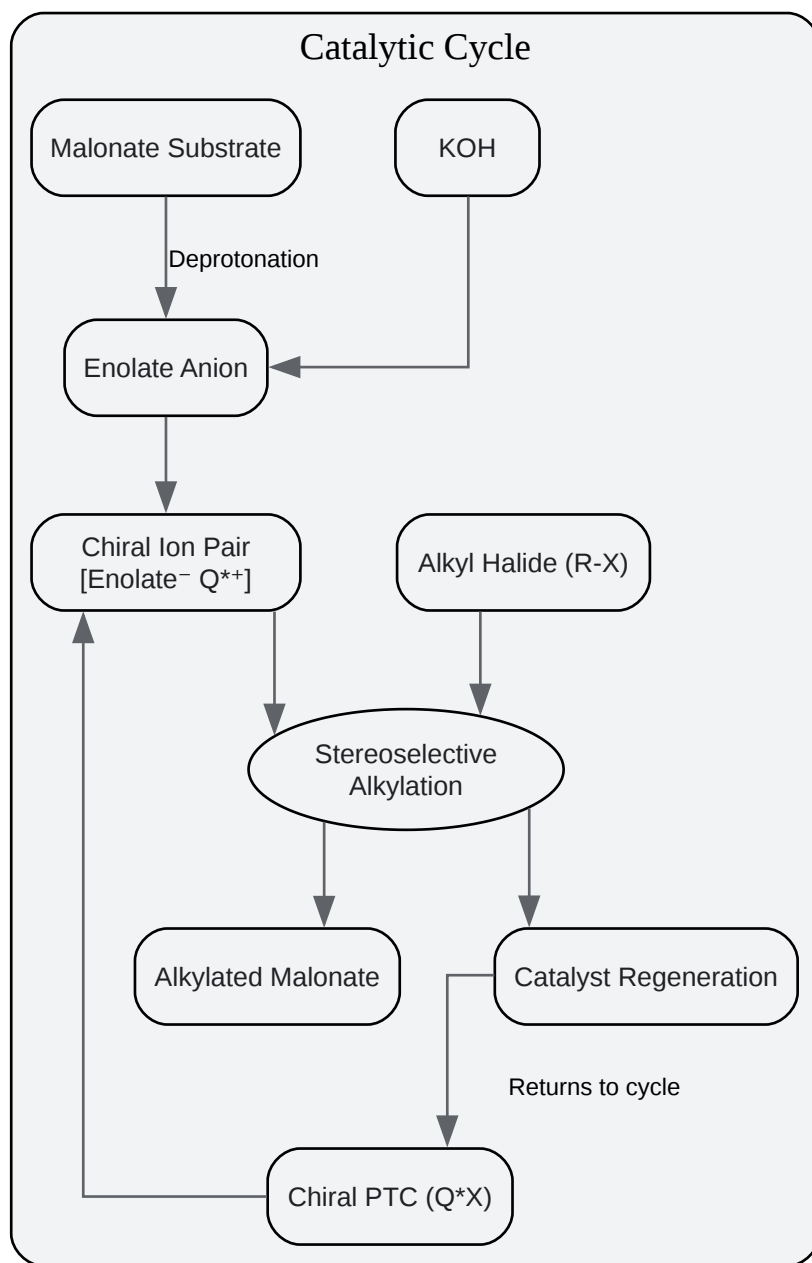 Catalytic Cycle
Malonate Substrate
KOH
Deprotonation
Enolate Anion
Chiral Ion Pair
[Enolate⁻ Q*⁺]
Alkyl Halide (R-X)
Stereoselective
Alkylation
Alkylated Malonate
Catalyst Regeneration
Returns to cycle
Chiral PTC (Q*X)